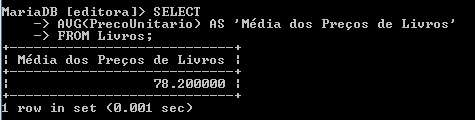 MariaDB [editora]> SELECT
    -> AVG(PrecoUnitario) AS 'Média dos Preços de Livros'
    -> FROM Livros;
+----------------------------+
| Média dos Preços de Livros |
+----------------------------+
|                  78.200000 |
+----------------------------+
1 row in set (0.001 sec)